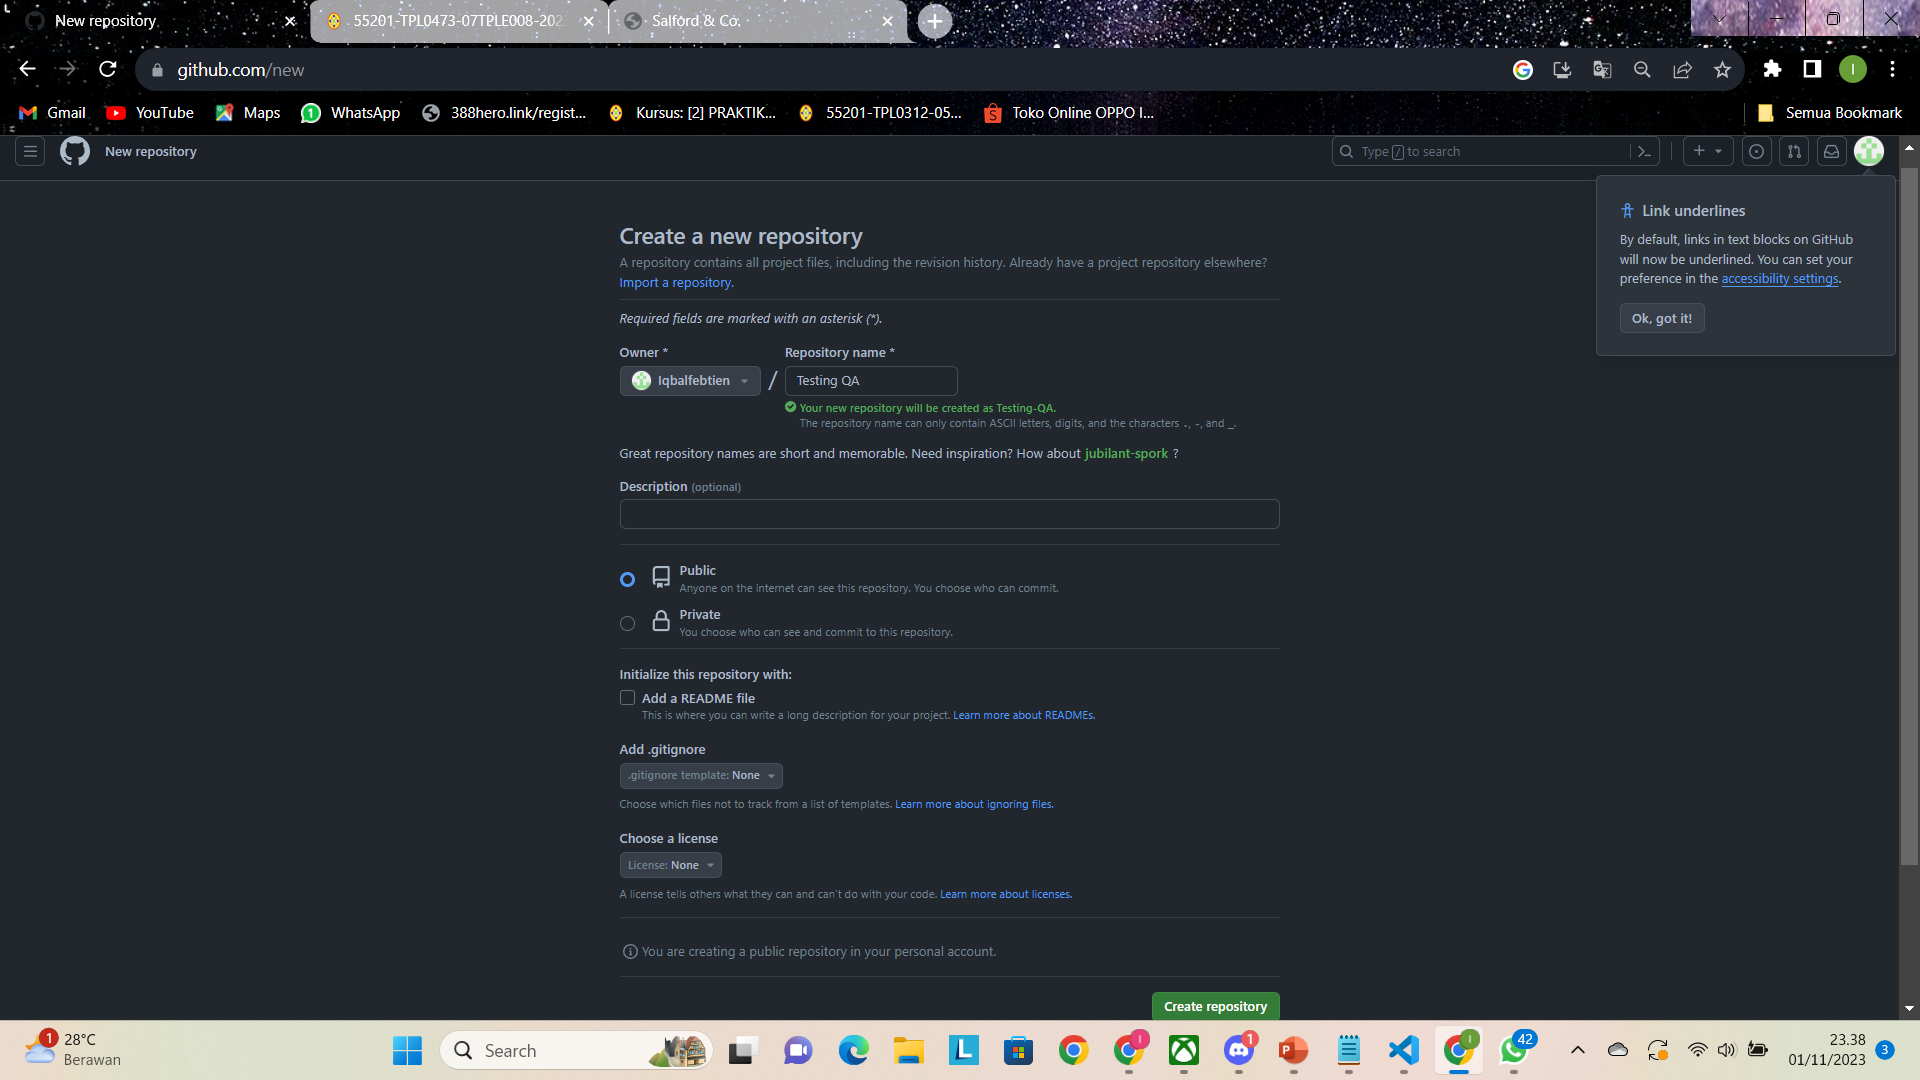 New repository
55201-TPL0473-07TPLE008-202
Salford & Co.
github.com/new
Gmail
YouTube
Maps
WhatsApp
388hero.link/regist...
Kursus: [2] PRAKTIK...
55201-TPL0312-05...
Toko Online OPPO I...
Semua Bookmark
New repository
Type / to search
Link underlines
By default, links in text blocks on GitHub
will now be underlined. You can set your
preference in the accessibility settings.
Ok, got it!
Create a new repository
A repository contains all project files, including the revision history. Already have a project repository elsewhere?
Import a repository.
Required fields are marked with an asterisk (*).
Owner * Repository name *
Iqbalfebtien / Testing QA
Your new repository will be created as Testing-QA.
The repository name can only contain ASCII letters, digits, and the characters ., -, and _.
Great repository names are short and memorable. Need inspiration? How about jubilant-spork ?
Description (optional)
Public
Anyone on the internet can see this repository. You choose who can commit.
Private
You choose who can see and commit to this repository.
Initialize this repository with:
Add a README file
This is where you can write a long description for your project. Learn more about READMEs.
Add .gitignore
.gitignore template: None
Choose which files not to track from a list of templates. Learn more about ignoring files.
Choose a license
License: None
A license tells others what they can and can't do with your code. Learn more about licenses.
You are creating a public repository in your personal account.
Create repository
1
28°C
Berawan
Search
1
42
23.38
01/11/2023
3